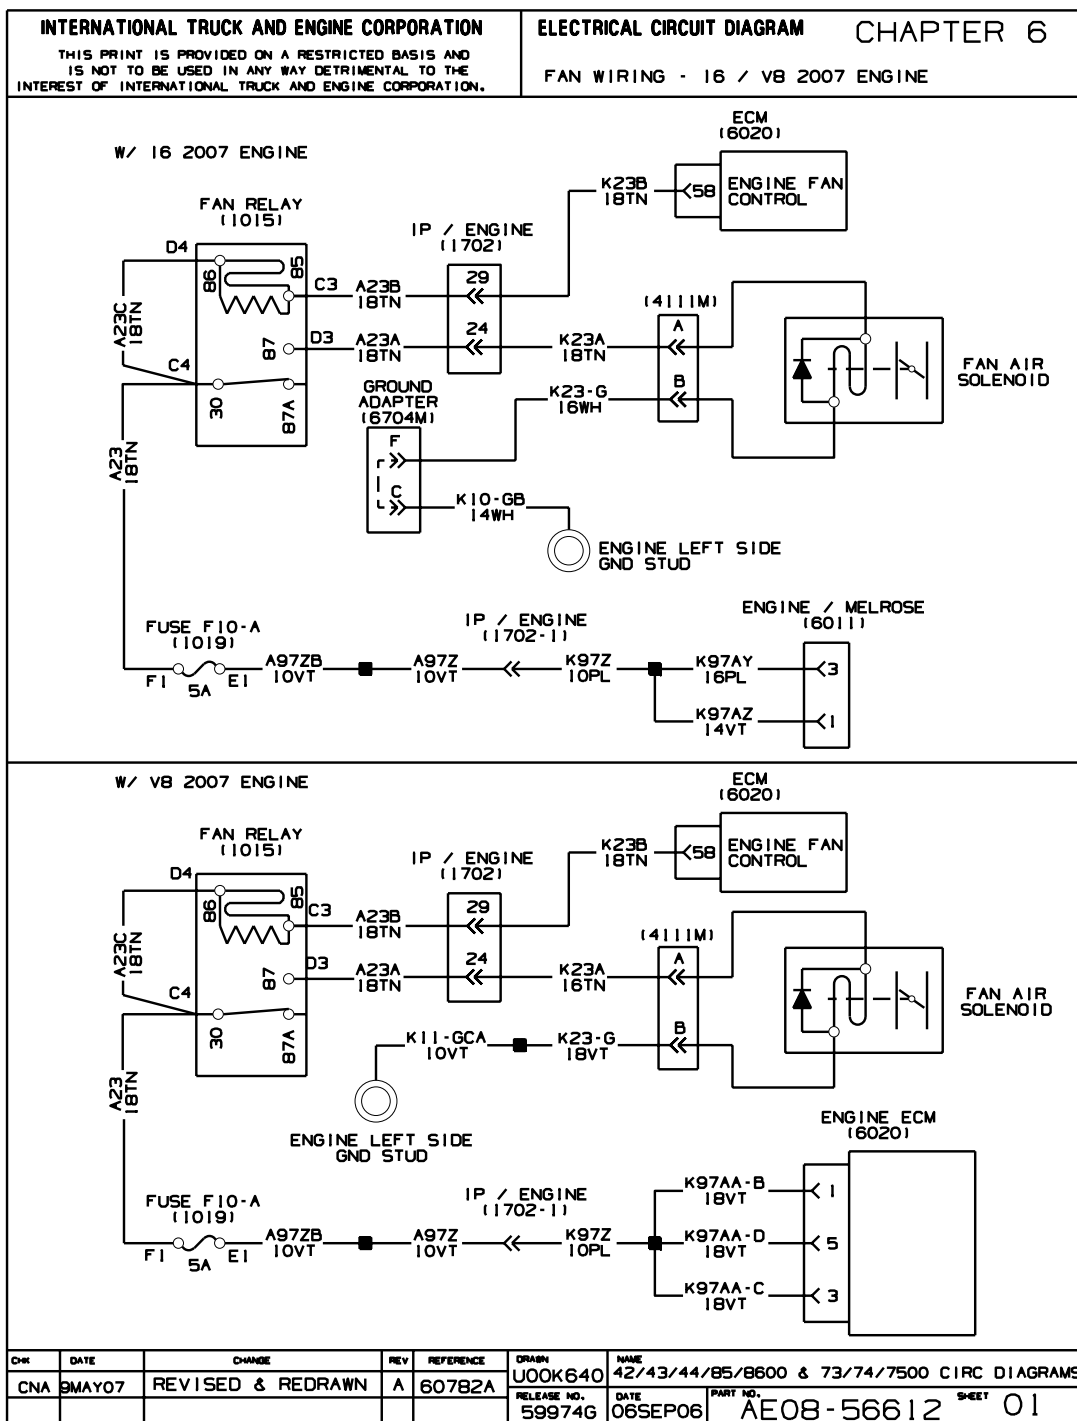 INTERNATIONAL TRUCK AND ENGINE CORPORATION
THIS PRINT IS PROVIDED ON A RESTRICTED BASIS AND
IS NOT TO BE USED IN ANY WAY DETRIMENTAL TO THE
INTEREST OF INTERNATIONAL TRUCK AND ENGINE CORPORATION.
ELECTRICAL CIRCUIT DIAGRAM
CHAPTER 6
FAN WIRING - I6 / V8 2007 ENGINE
W/ I6 2007 ENGINE
ECM
(6020)
K23B
18TN
58
ENGINE FAN
CONTROL
FAN RELAY
(1015)
IP / ENGINE
(1702)
D4
86
85
C3
A23B
18TN
29
A23C
18TN
(4111M)
87
D3
A23A
18TN
24
K23A
18TN
A
FAN AIR
SOLENOID
C4
30
87A
GROUND
ADAPTER
(6704M)
K23-G
16WH
B
F
A23
18TN
C
K10-GB
14WH
ENGINE LEFT SIDE
GND STUD
ENGINE / MELROSE
(6011)
FUSE F10-A
(1019)
IP / ENGINE
(1702-1)
F1
5A
E1
A97ZB
10VT
A97Z
10VT
K97Z
10PL
K97AY
16PL
3
K97AZ
14VT
1
W/ V8 2007 ENGINE
ECM
(6020)
K23B
18TN
58
ENGINE FAN
CONTROL
FAN RELAY
(1015)
IP / ENGINE
(1702)
D4
86
85
C3
A23B
18TN
29
A23C
18TN
(4111M)
87
D3
A23A
18TN
24
K23A
16TN
A
FAN AIR
SOLENOID
C4
30
87A
K11-GCA
10VT
K23-G
18VT
B
A23
18TN
ENGINE LEFT SIDE
GND STUD
ENGINE ECM
(6020)
FUSE F10-A
(1019)
IP / ENGINE
(1702-1)
K97AA-B
18VT
1
F1
5A
E1
A97ZB
10VT
A97Z
10VT
K97Z
10PL
K97AA-D
18VT
5
K97AA-C
18VT
3
CHK DATE CHANGE REV REFERENCE
CNA 9MAY07 REVISED & REDRAWN A 60782A
DRAWN
U00K640
NAME
42/43/44/85/8600 & 73/74/7500 CIRC DIAGRAMS
RELEASE NO.
59974G
DATE
06SEP06
PART NO.
AE08-56612
SHEET 01